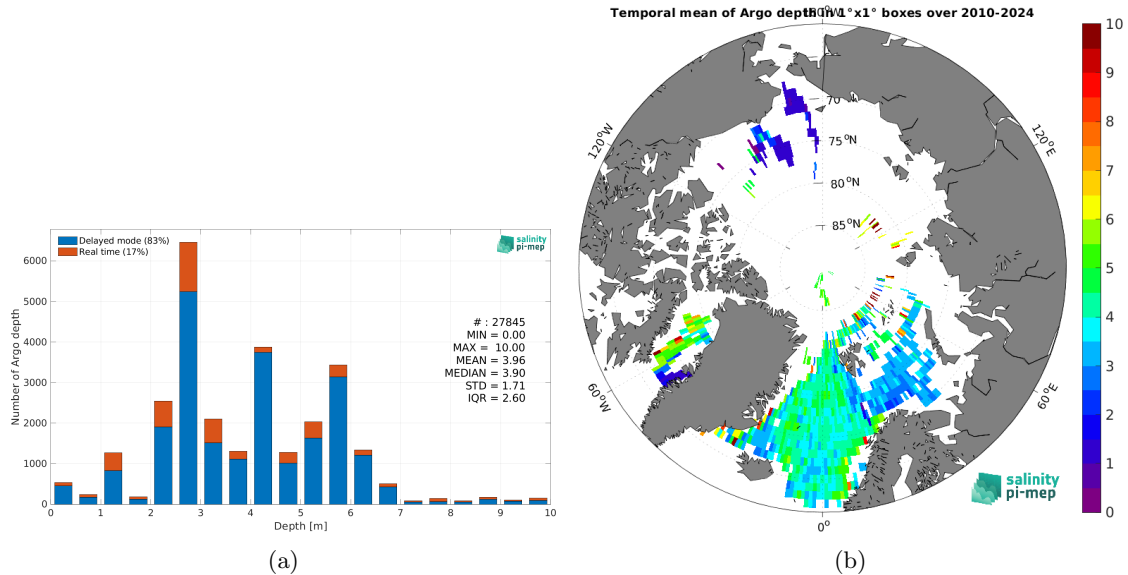 Delayed mode (83%)
Real time (17%)
salinity
pi-mep
Number of Argo depth
6000
5000
4000
3000
2000
1000
0
# : 27845
MIN = 0.00
MAX = 10.00
MEAN = 3.96
MEDIAN = 3.90
STD = 1.71
IQR = 2.60
0 1 2 3 4 5 6 7 8 9 10
Depth [m]
(a)
Temporal mean of Argo depth in 1°x1° boxes over 2010-2024
180°W
120°W
120°E
60°W
60°E
0°
70°N
75°N
80°N
85°N
salinity
pi-mep
10
9
8
7
6
5
4
3
2
1
0
(b)